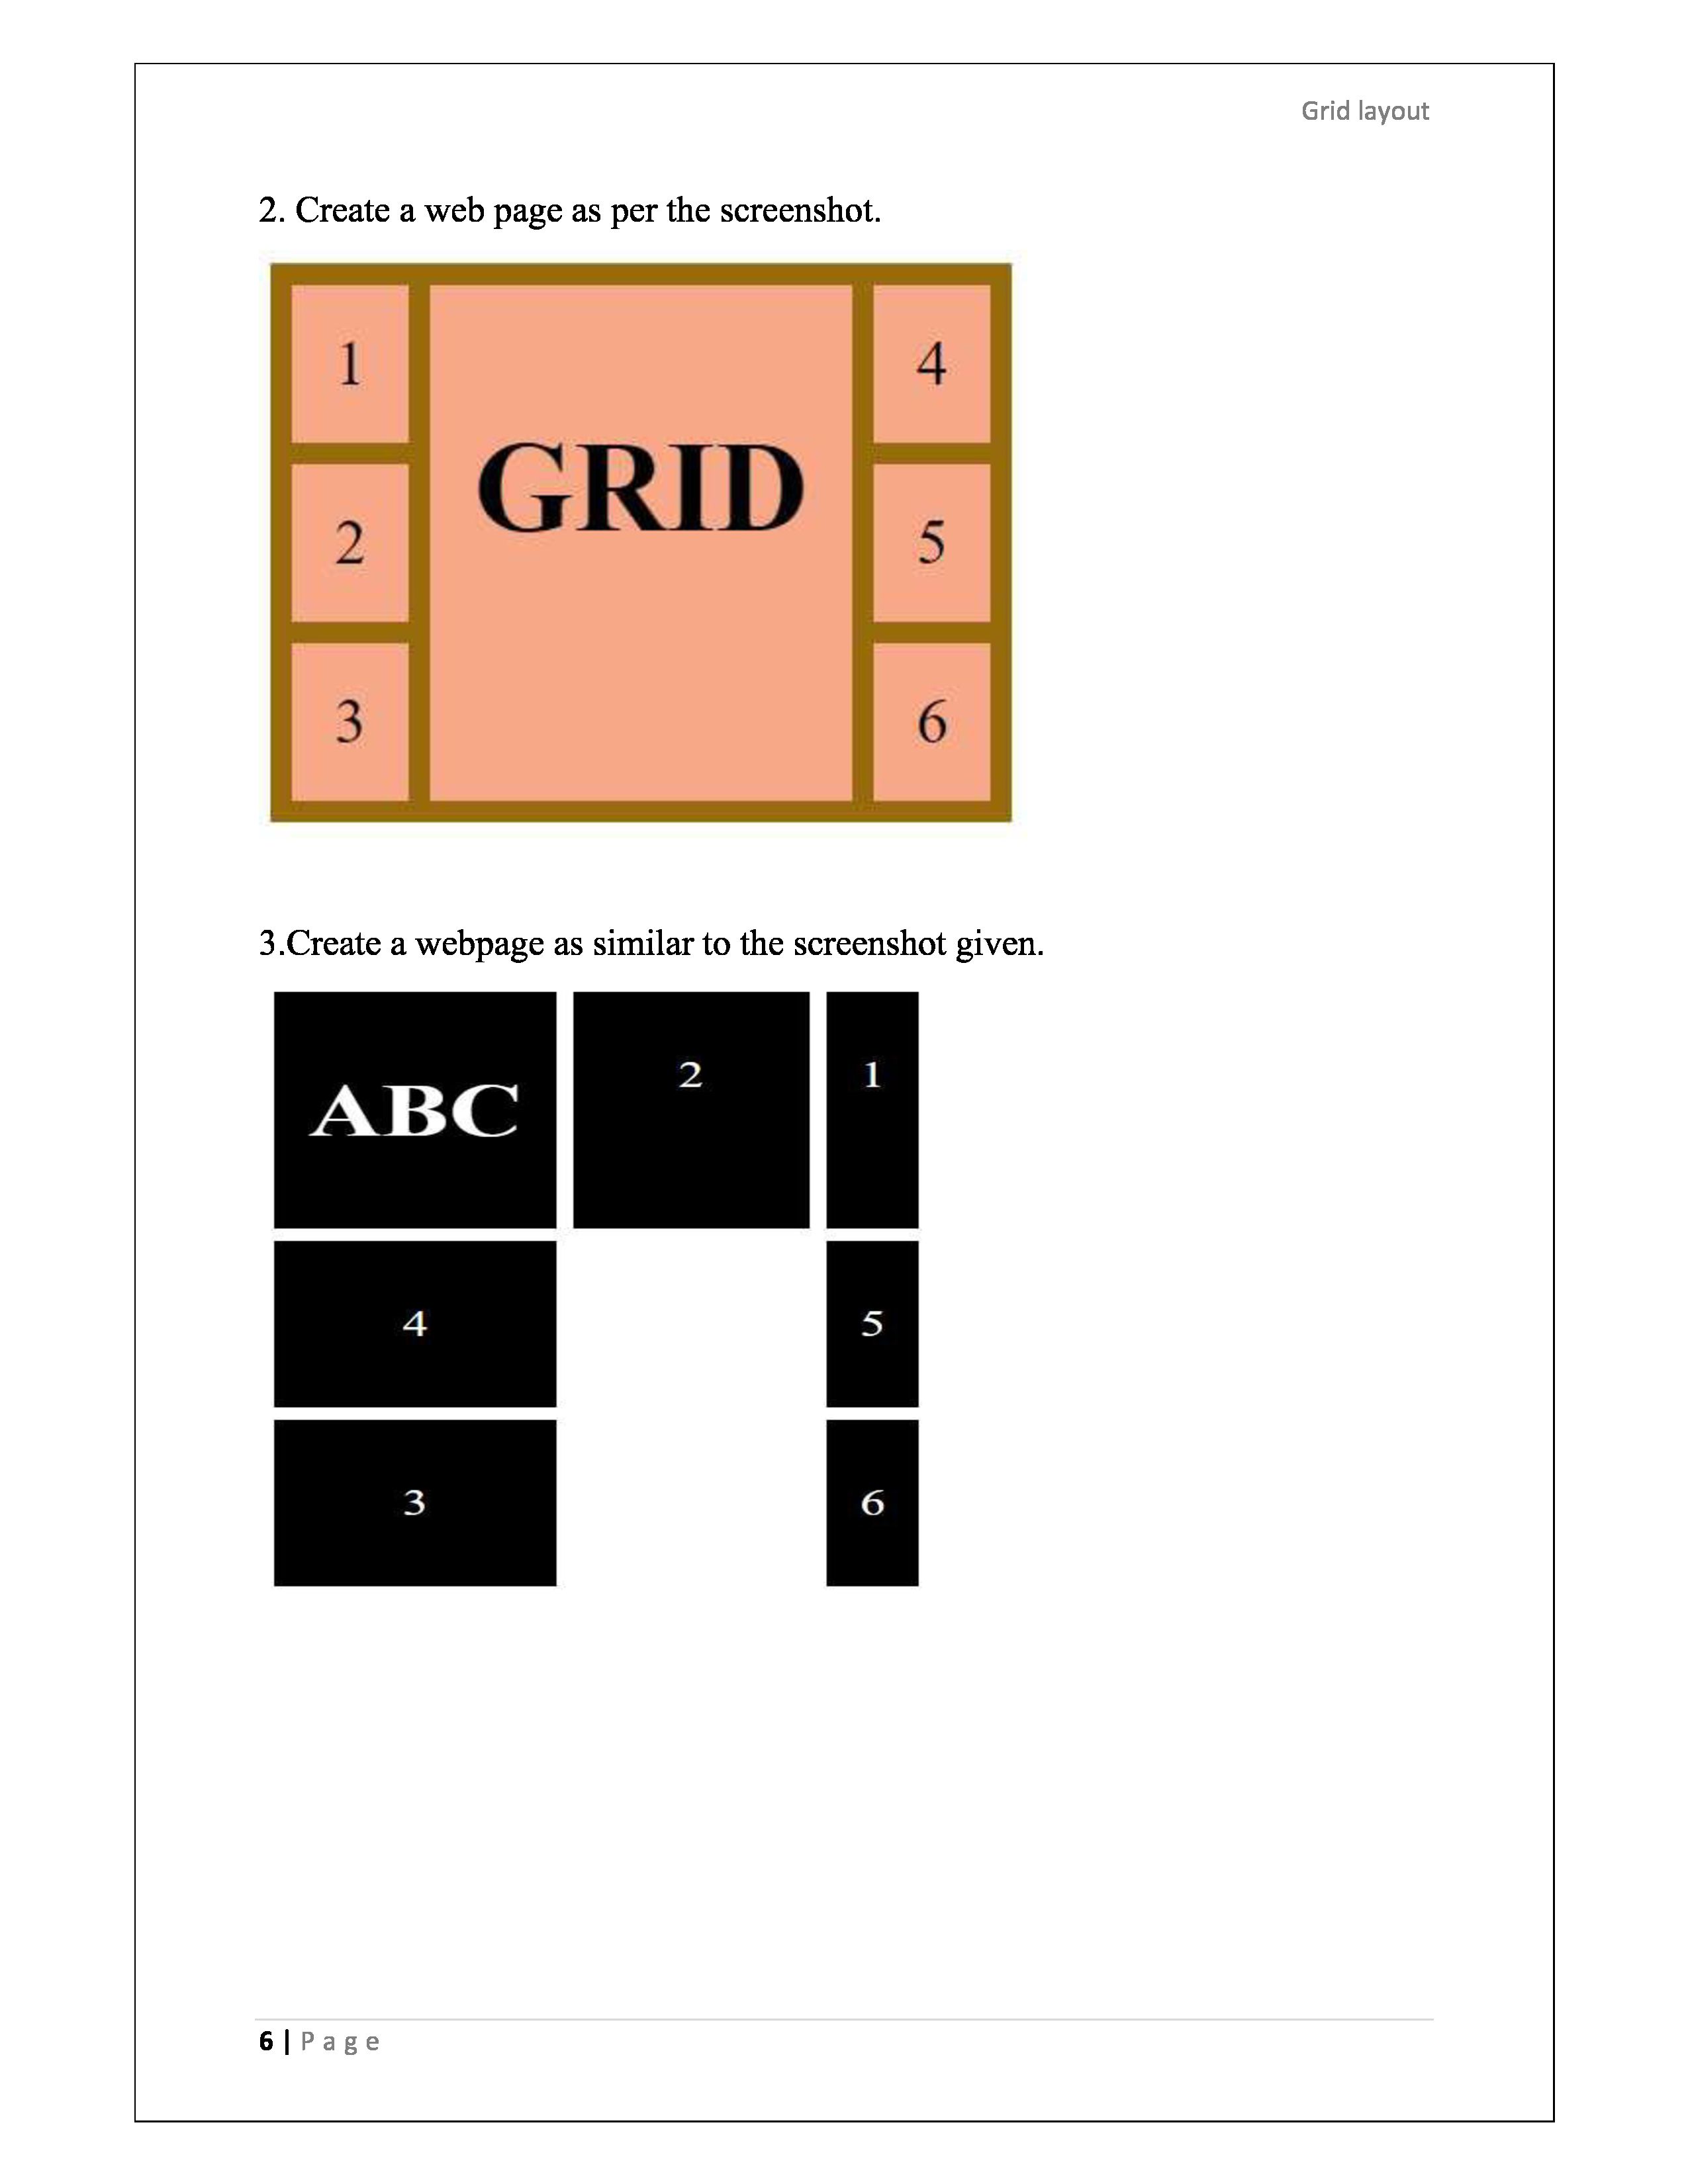 Grid layout
2. Create a web page as per the screenshot.
1
4
GRID
2
5
3
6
3.Create a webpage as similar to the screenshot given.
ABC
2
1
4
5
3
6
6 | Page